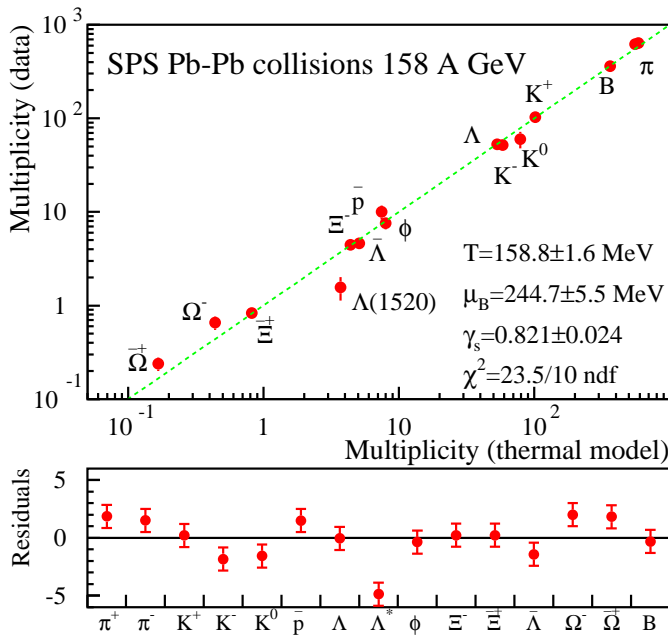 SPS Pb-Pb collisions 158 A GeV
Multiplicity (data)
10³
10²
10
1
10⁻¹
π
B
K⁺
K⁰
K⁻
Λ
p̄
φ
Ξ⁻
Λ̄
Λ(1520)
Ω⁻
Ξ̄⁺
Ω̄⁺
T=158.8±1.6 MeV
μ_B=244.7±5.5 MeV
γ_s=0.821±0.024
χ²=23.5/10 ndf
10⁻¹ 1 10 10²
Multiplicity (thermal model)
Residuals
5
0
-5
π⁺ π⁻ K⁺ K⁻ K⁰ p̄ Λ Λ* φ Ξ⁻ Ξ̄⁺ Λ̄ Ω⁻ Ω̄⁺ B